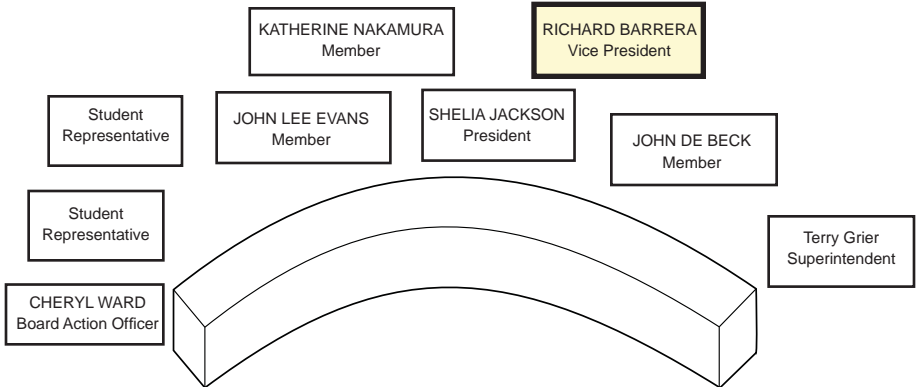 KATHERINE NAKAMURA
Member
RICHARD BARRERA
Vice President
Student
Representative
JOHN LEE EVANS
Member
SHELIA JACKSON
President
JOHN DE BECK
Member
Student
Representative
Terry Grier
Superintendent
CHERYL WARD
Board Action Officer